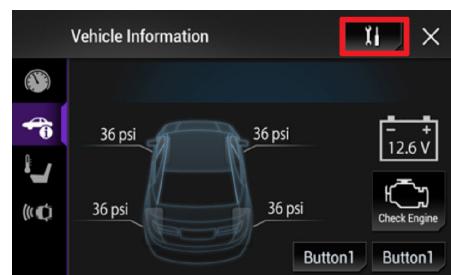 Vehicle Information
36 psi 36 psi
- +
12.6 V
36 psi 36 psi
Check Engine
Button1 Button1